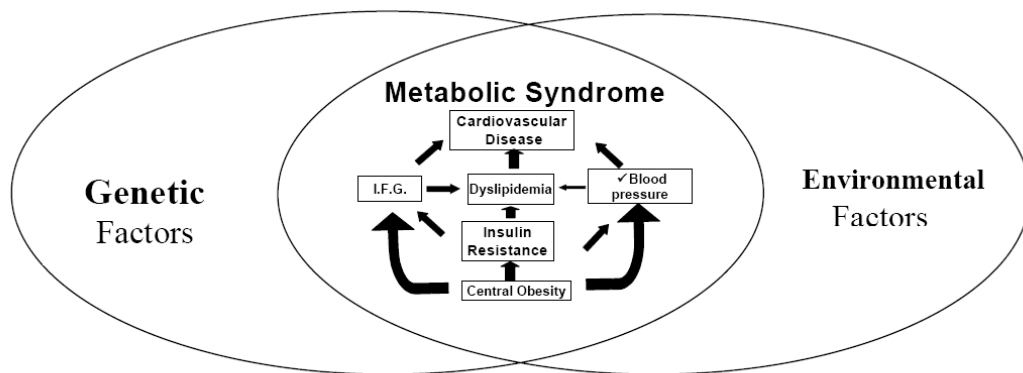 Metabolic Syndrome
Cardiovascular
Disease
Genetic
Factors
I.F.G.
Dyslipidemia
✓Blood
pressure
Environmental
Factors
Insulin
Resistance
Central Obesity